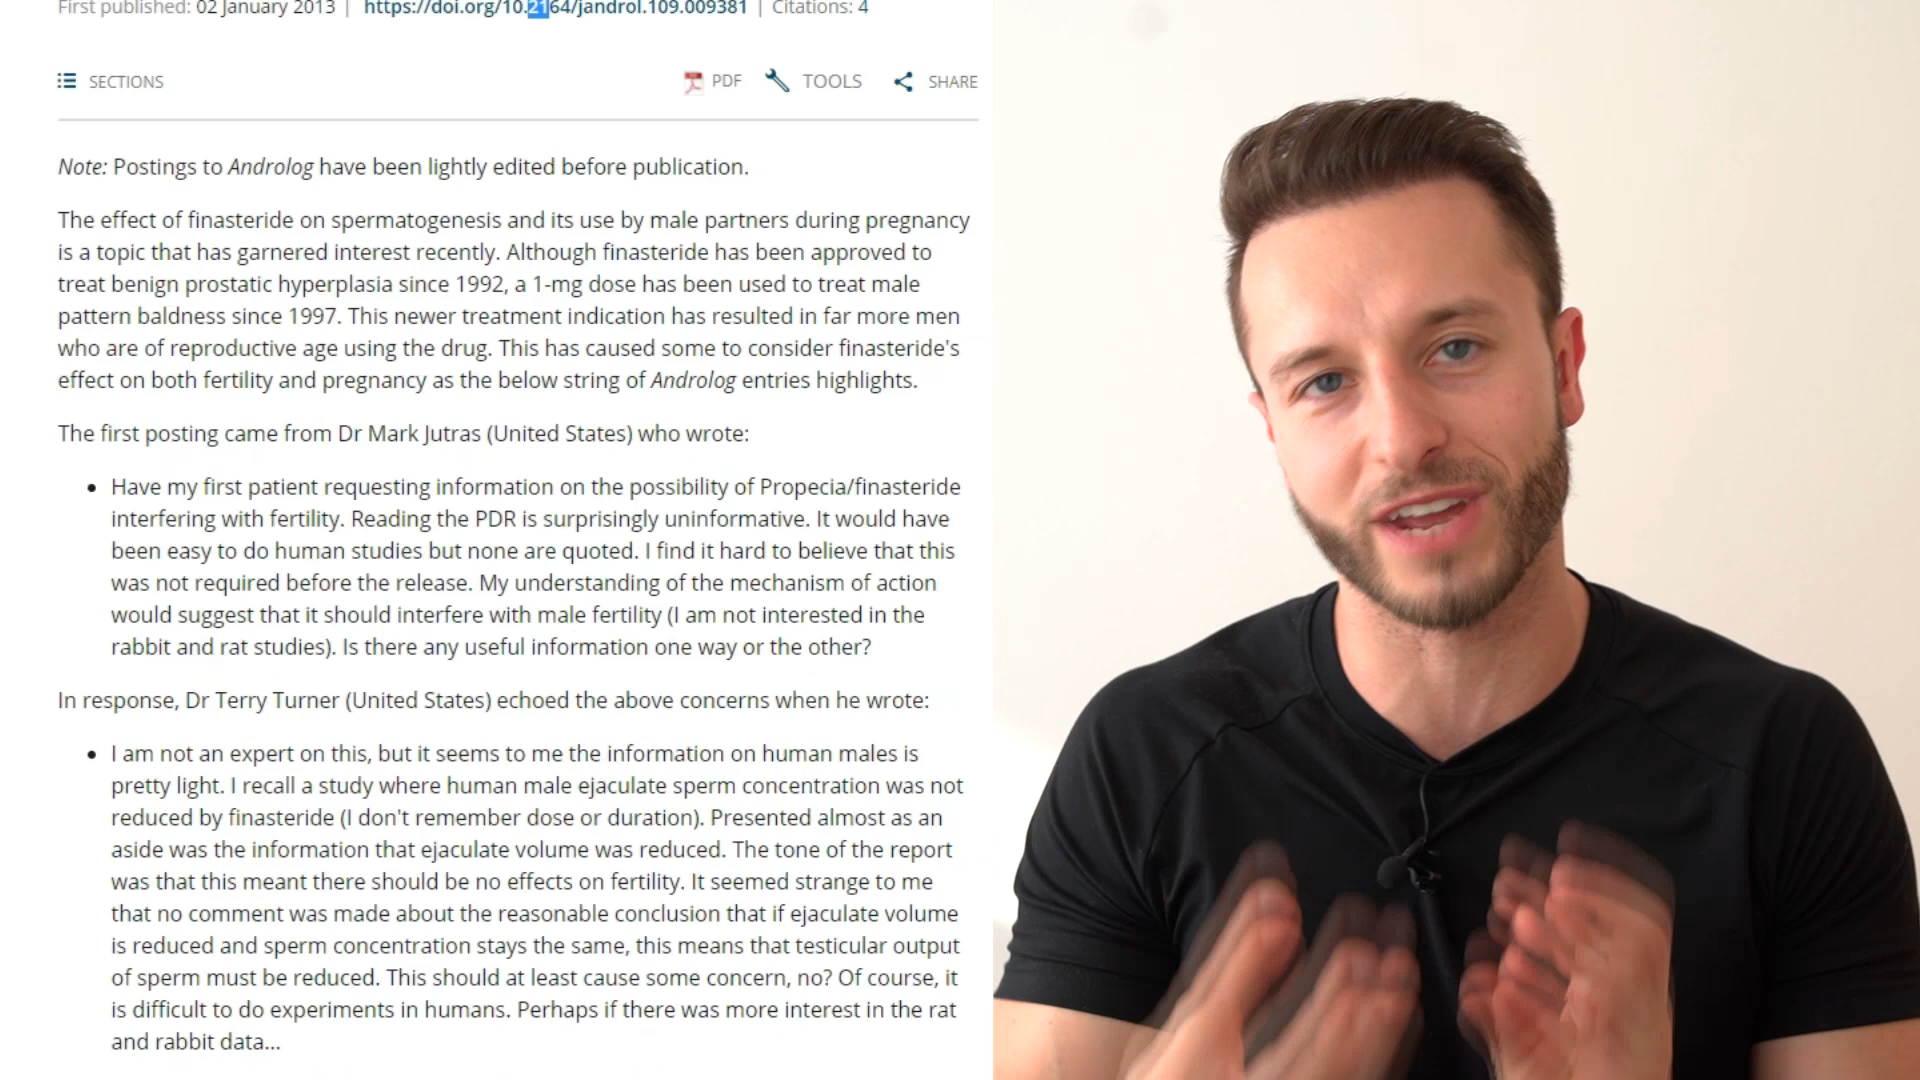 First published: 02 January 2013 | https://doi.org/10.2164/jandrol.109.009381 | Citations: 4
SECTIONS PDF TOOLS SHARE
Note: Postings to Androlog have been lightly edited before publication.
The effect of finasteride on spermatogenesis and its use by male partners during pregnancy
is a topic that has garnered interest recently. Although finasteride has been approved to
treat benign prostatic hyperplasia since 1992, a 1-mg dose has been used to treat male
pattern baldness since 1997. This newer treatment indication has resulted in far more men
who are of reproductive age using the drug. This has caused some to consider finasteride's
effect on both fertility and pregnancy as the below string of Androlog entries highlights.
The first posting came from Dr Mark Jutras (United States) who wrote:
• Have my first patient requesting information on the possibility of Propecia/finasteride
interfering with fertility. Reading the PDR is surprisingly uninformative. It would have
been easy to do human studies but none are quoted. I find it hard to believe that this
was not required before the release. My understanding of the mechanism of action
would suggest that it should interfere with male fertility (I am not interested in the
rabbit and rat studies). Is there any useful information one way or the other?
In response, Dr Terry Turner (United States) echoed the above concerns when he wrote:
• I am not an expert on this, but it seems to me the information on human males is
pretty light. I recall a study where human male ejaculate sperm concentration was not
reduced by finasteride (I don't remember dose or duration). Presented almost as an
aside was the information that ejaculate volume was reduced. The tone of the report
was that this meant there should be no effects on fertility. It seemed strange to me
that no comment was made about the reasonable conclusion that if ejaculate volume
is reduced and sperm concentration stays the same, this means that testicular output
of sperm must be reduced. This should at least cause some concern, no? Of course, it
is difficult to do experiments in humans. Perhaps if there was more interest in the rat
and rabbit data...